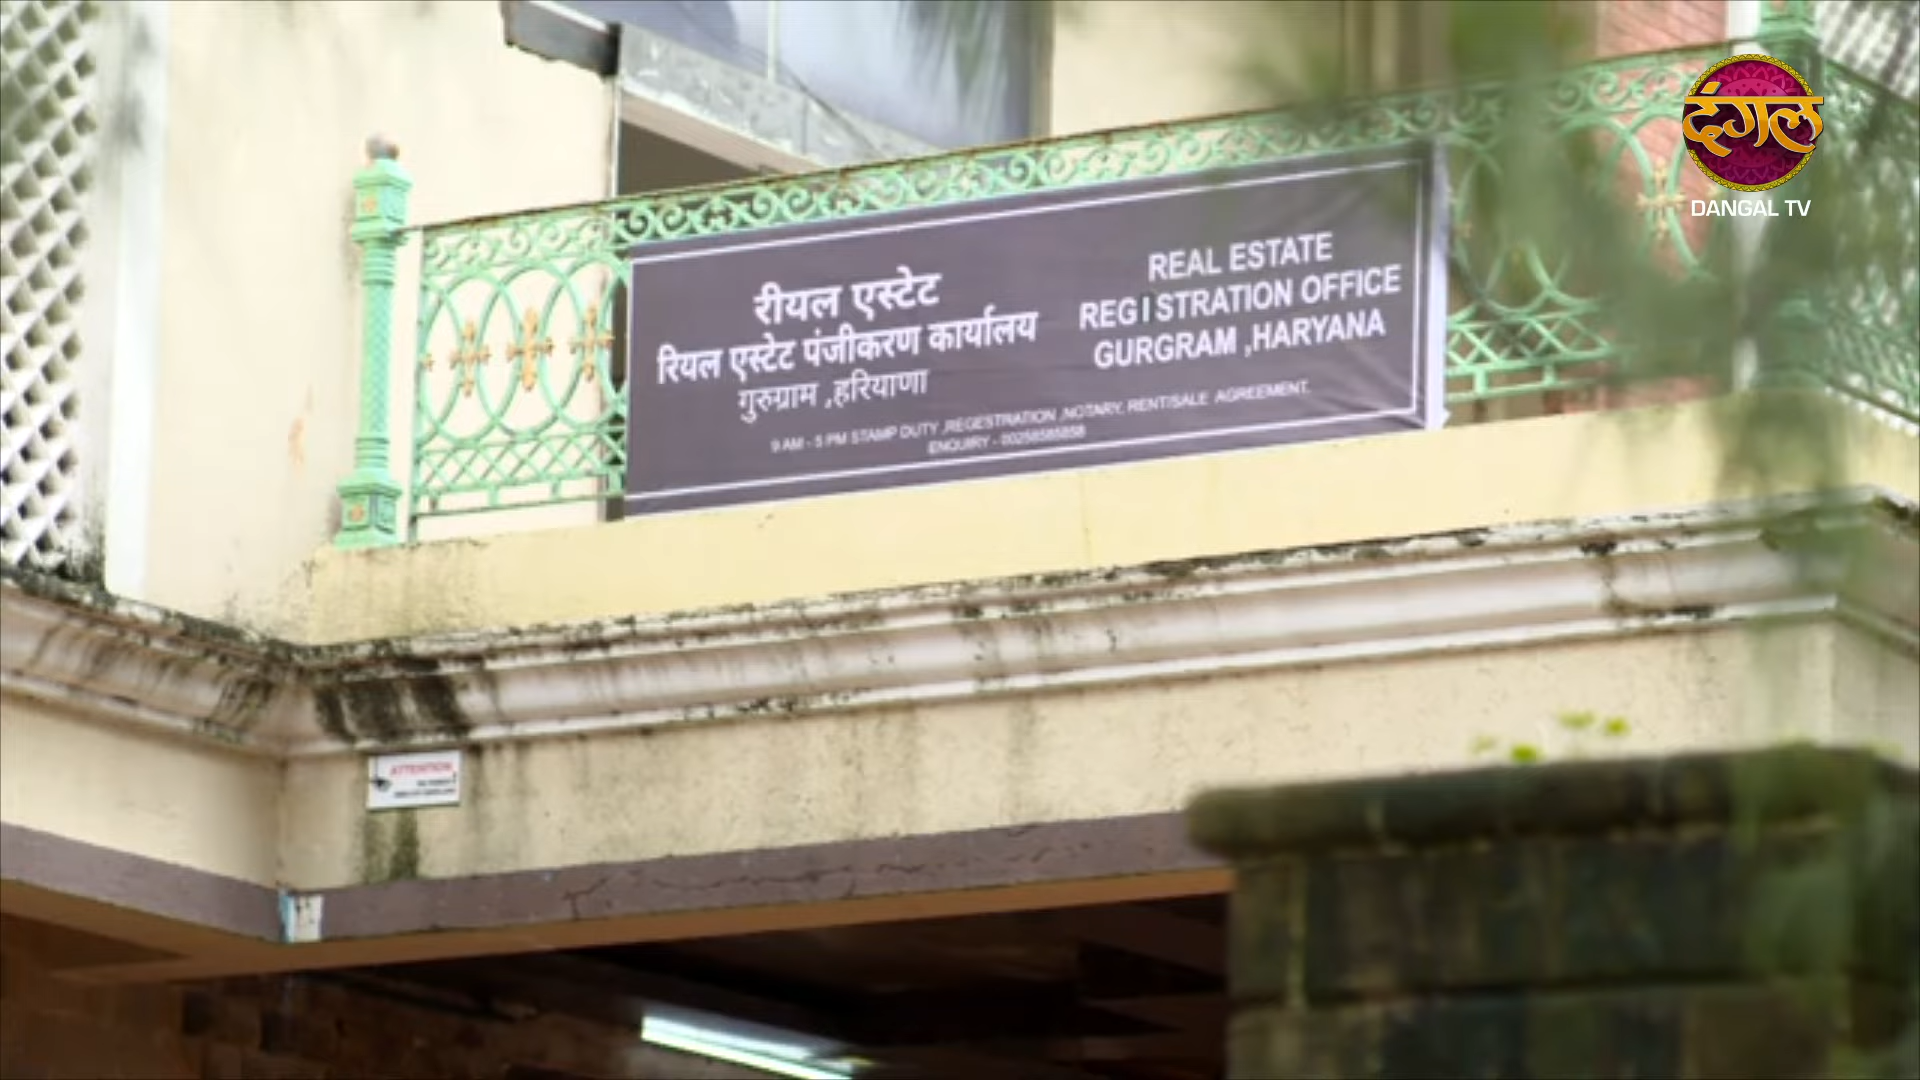 रीयल एस्टेट
रियल एस्टेट पंजीकरण कार्यालय
गुरुग्राम ,हरियाणा
REAL ESTATE
REGISTRATION OFFICE
GURGRAM ,HARYANA
9 AM - 5 PM STAMP DUTY ,REGESTRATION ,NOTARY, RENT/SALE AGREEMENT.
ENQUIRY - 00258585858
दंगल
DANGAL TV
ATTENTION